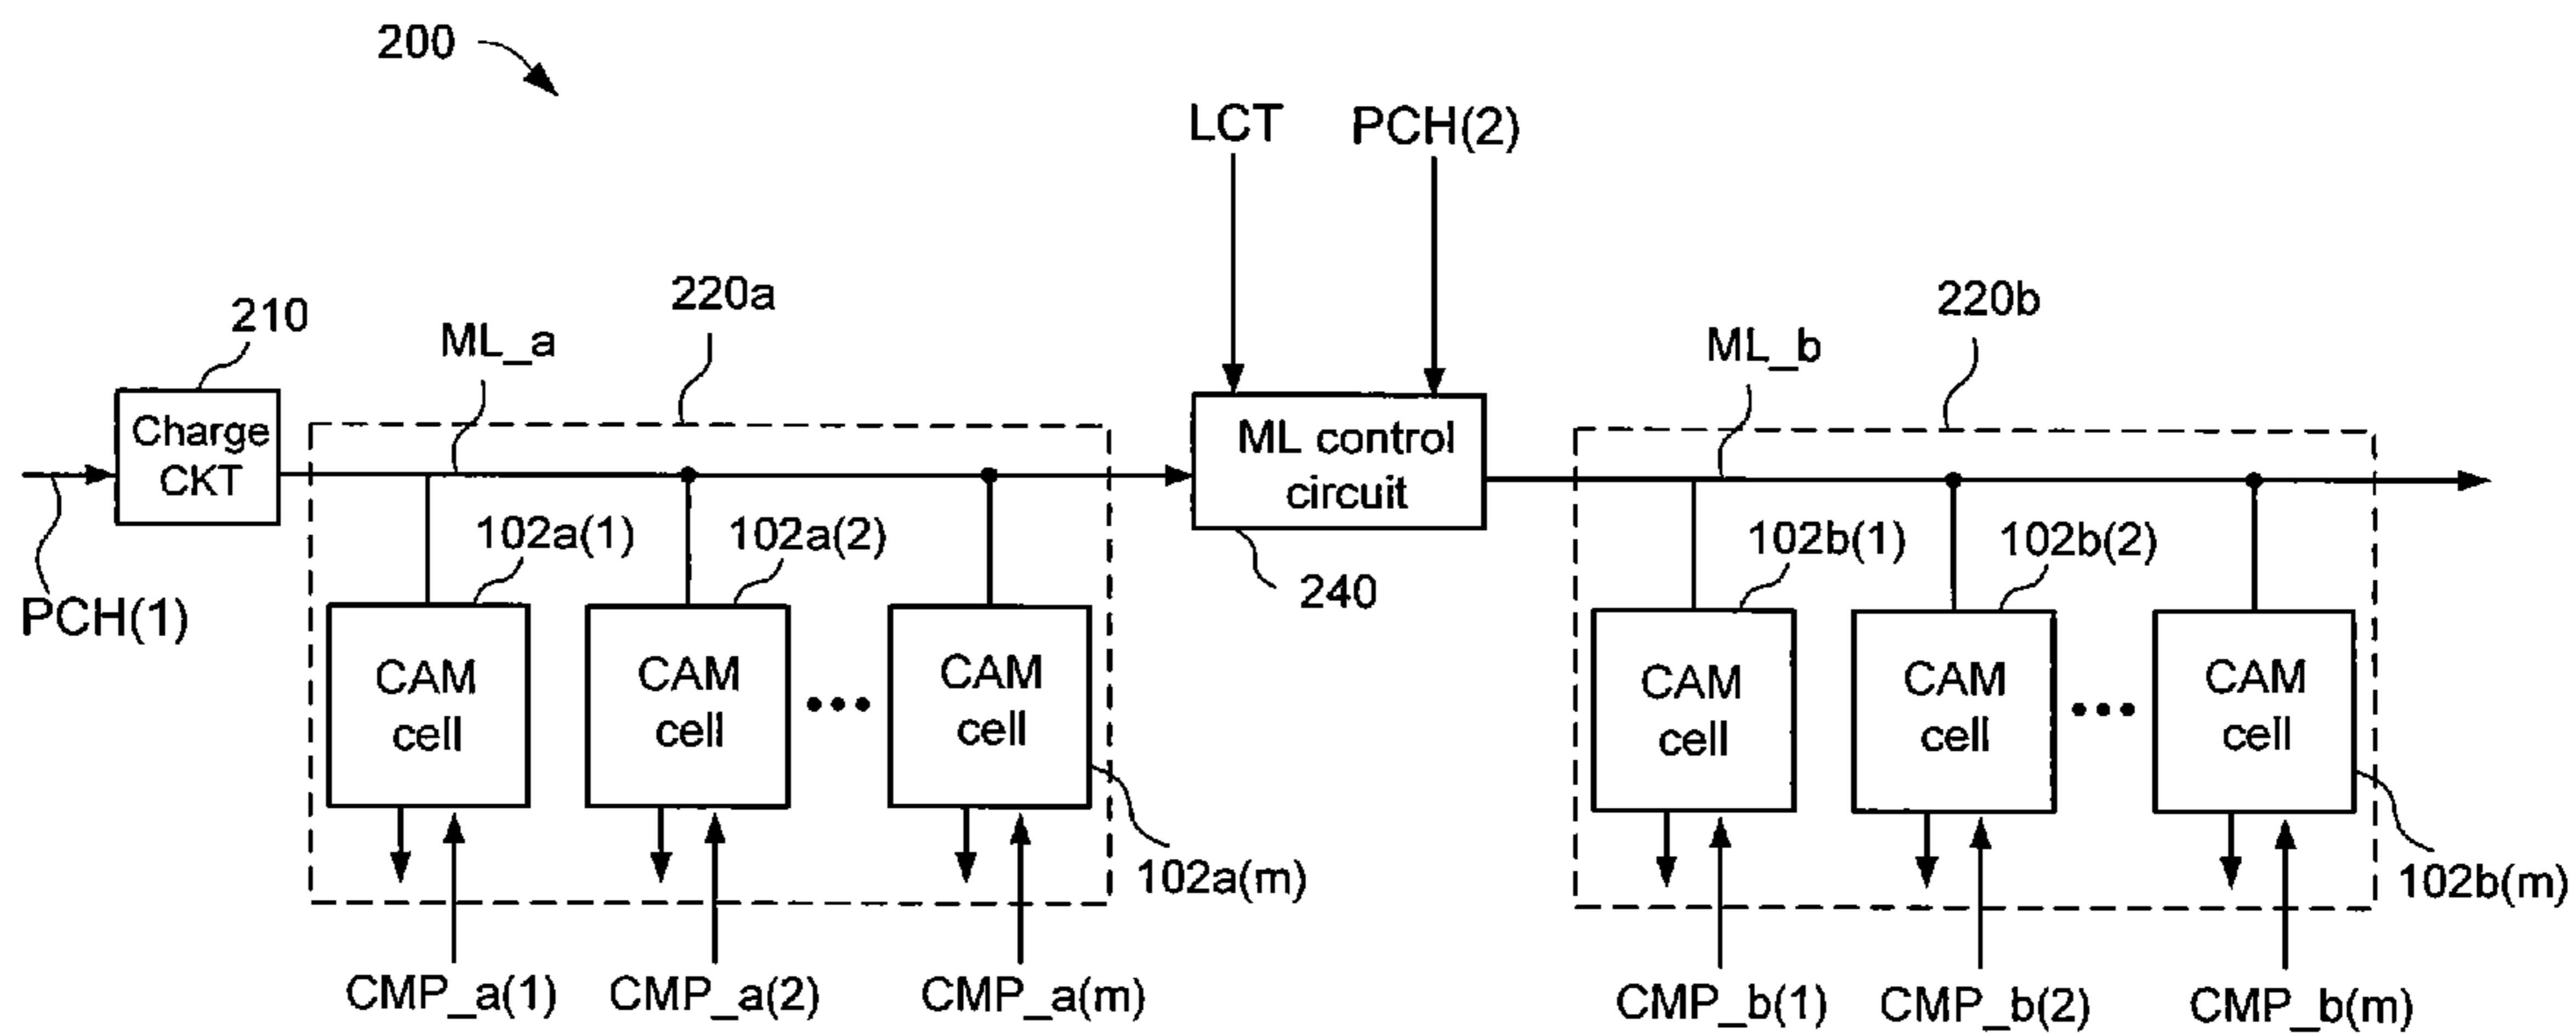 200
LCT
PCH(2)
210
ML_a
220a
ML_b
220b
Charge
CKT
PCH(1)
ML control
circuit
240
102a(1)
102a(2)
102b(1)
102b(2)
CAM
cell
CAM
cell
•••
CAM
cell
CAM
cell
CAM
cell
•••
CAM
cell
102a(m)
102b(m)
CMP_a(1)
CMP_a(2)
CMP_a(m)
CMP_b(1)
CMP_b(2)
CMP_b(m)